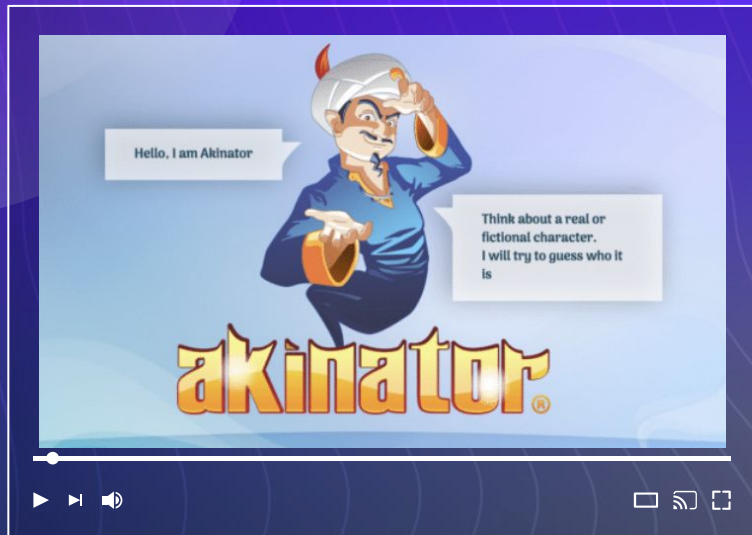 Hello, I am Akinator
Think about a real or
fictional character.
I will try to guess who it
is
akinator®